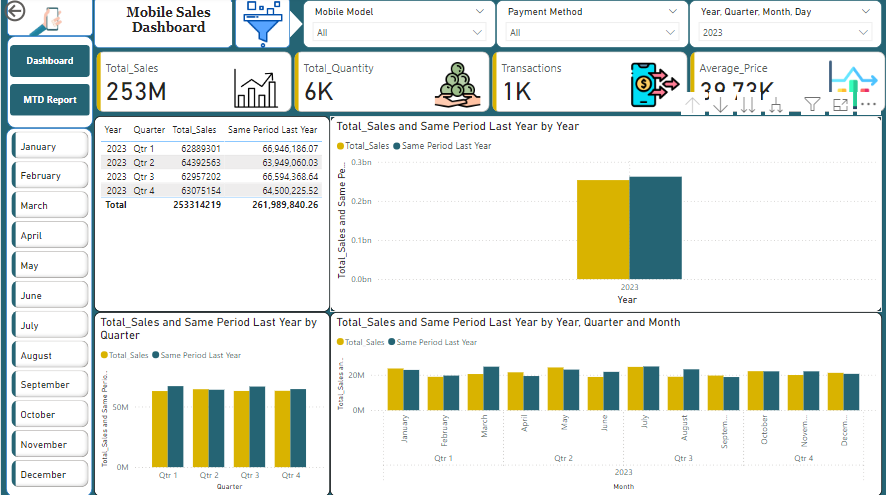 Mobile Sales
Dashboard
Mobile Model
All
Payment Method
All
Year, Quarter, Month, Day
2023
Dashboard
MTD Report
Total_Sales
253M
Total_Quantity
6K
Transactions
1K
Average_Price
39.73K
January
February
March
April
May
June
July
August
September
October
November
December
Year Quarter Total_Sales Same Period Last Year
2023 Qtr 1 62889301 66,946,186.07
2023 Qtr 2 64392563 63,949,060.03
2023 Qtr 3 62957202 66,594,368.64
2023 Qtr 4 63075154 64,500,225.52
Total 253314219 261,989,840.26
Total_Sales and Same Period Last Year by Year
Total_Sales Same Period Last Year
Total_Sales and Same Pe...
0.3bn
0.2bn
0.1bn
0.0bn
2023
Year
Total_Sales and Same Period Last Year by
Quarter
Total_Sales Same Period Last Year
Total_Sales and Same Perio...
50M
0M
Qtr 1 Qtr 2 Qtr 3 Qtr 4
Quarter
Total_Sales and Same Period Last Year by Year, Quarter and Month
Total_Sales Same Period Last Year
Total_Sales an...
20M
0M
January February March April May June July August Septem... October Novem... Decem...
Qtr 1 Qtr 2 Qtr 3 Qtr 4
2023
Month